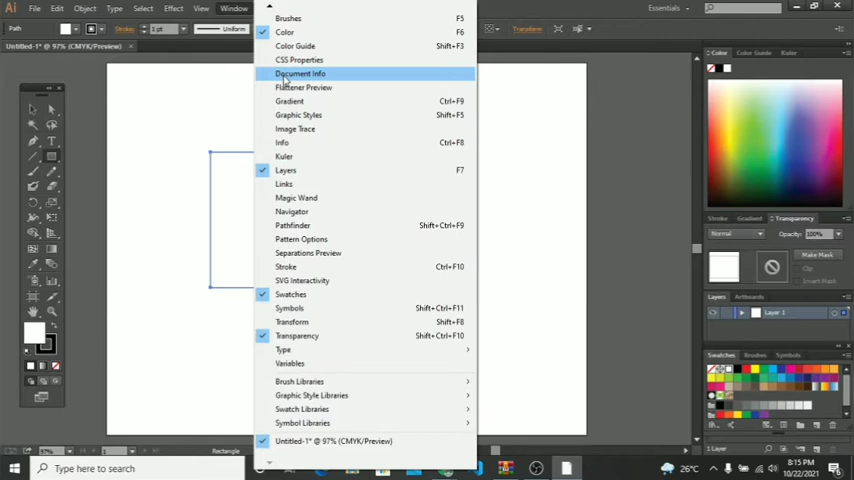 Ai File Edit Object Type Select Effect View Window
Essentials
Path Stroke: 1 pt Uniform Transform
Untitled-1* @ 97% (CMYK/Preview) ×
Brushes F5
Color F6
Color Guide Shift+F3
CSS Properties
Document Info
Flattener Preview
Gradient Ctrl+F9
Graphic Styles Shift+F5
Image Trace
Info Ctrl+F8
Kuler
Layers F7
Links
Magic Wand
Navigator
Pathfinder Shift+Ctrl+F9
Pattern Options
Separations Preview
Stroke Ctrl+F10
SVG Interactivity
Swatches
Symbols Shift+Ctrl+F11
Transform Shift+F8
Transparency Shift+Ctrl+F10
Type
Variables
Brush Libraries
Graphic Style Libraries
Swatch Libraries
Symbol Libraries
Untitled-1* @ 97% (CMYK/Preview)
Color Color Guide Kuler
Stroke Gradient Transparency
Normal Opacity: 100%
Make Mask
Clip
Invert Mask
Layers Artboards
Layer 1
Swatches Brushes Symbols
1 Layer
97% 1 Rectangle
Type here to search
26°C
8:15 PM
10/22/2021